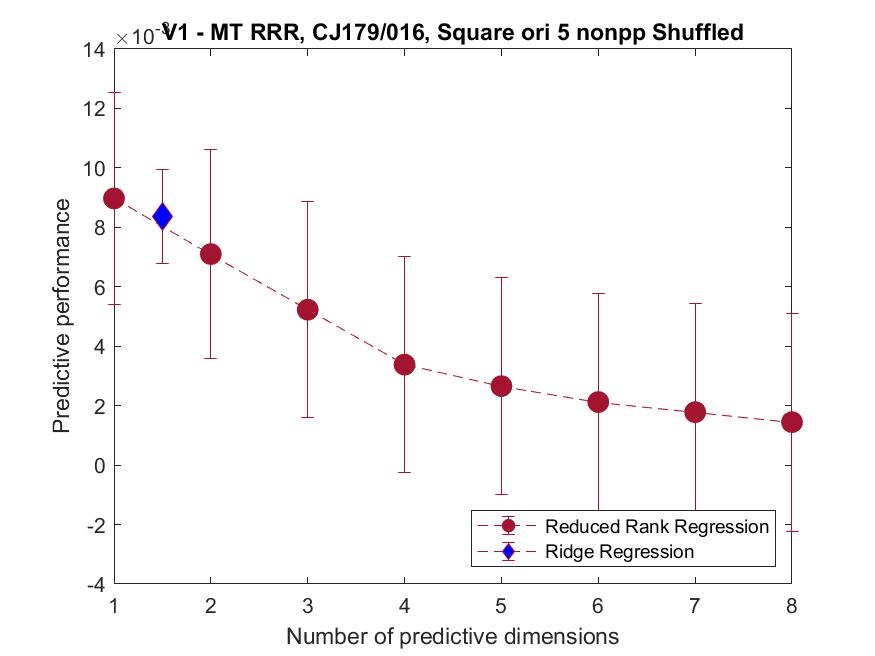 V1 - MT RRR, CJ179/016, Square ori 5 nonpp Shuffled
×10-3
14
12
10
8
6
4
2
0
-2
-4
Predictive performance
1 2 3 4 5 6 7 8
Number of predictive dimensions
Reduced Rank Regression
Ridge Regression